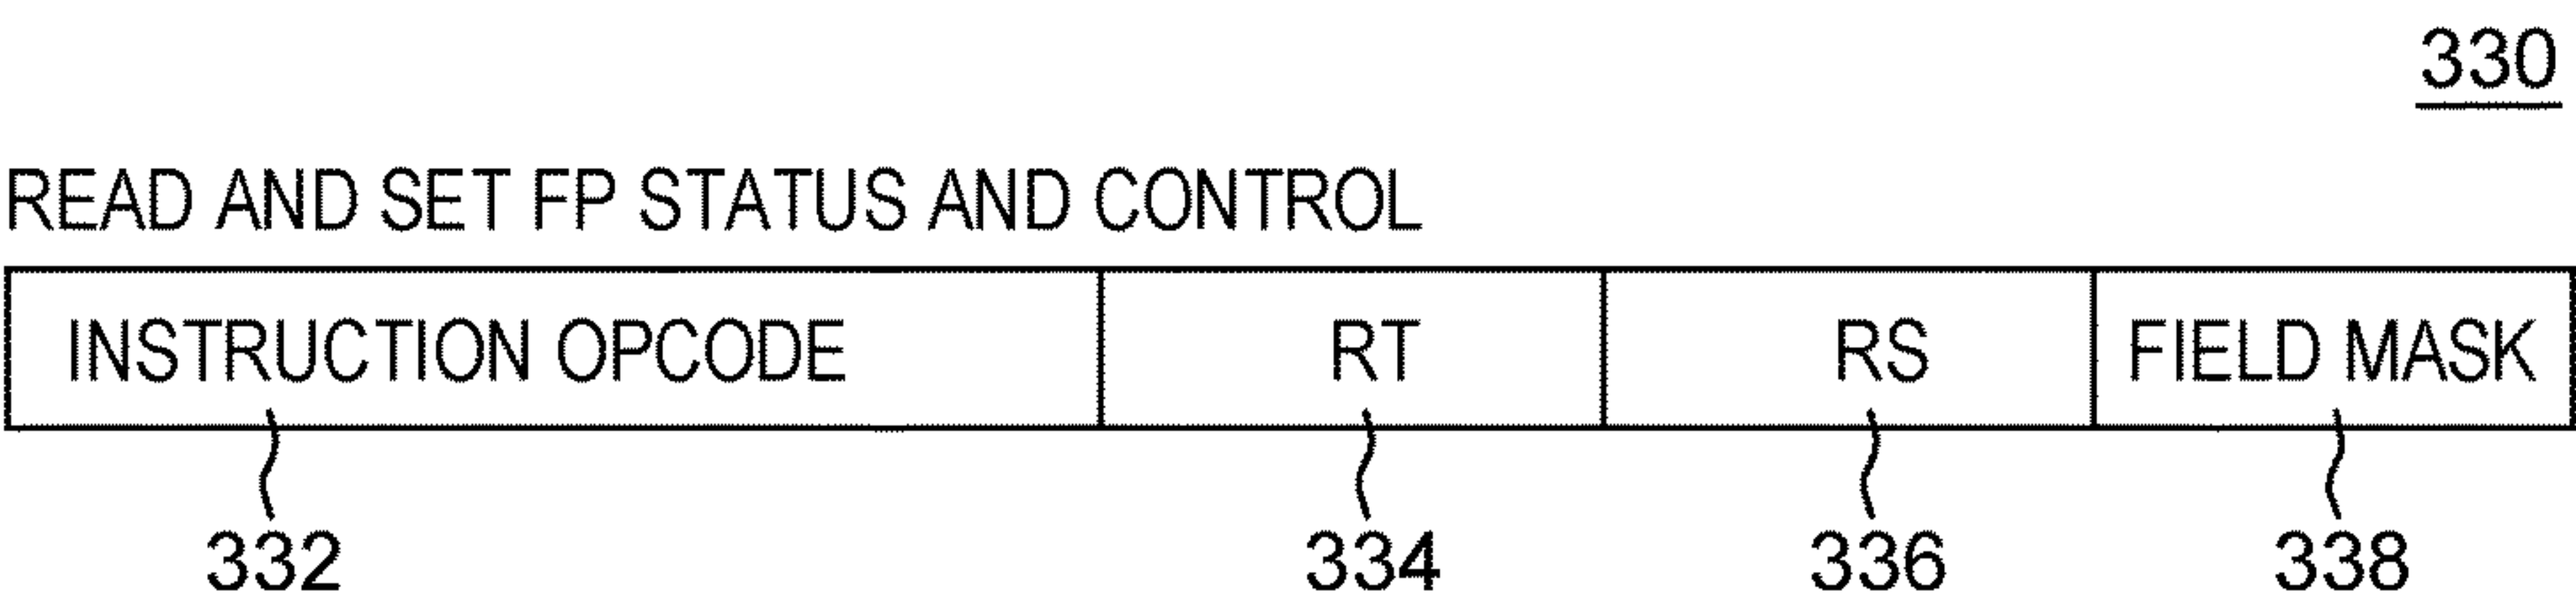 330
READ AND SET FP STATUS AND CONTROL
INSTRUCTION OPCODE RT RS FIELD MASK
332 334 336 338